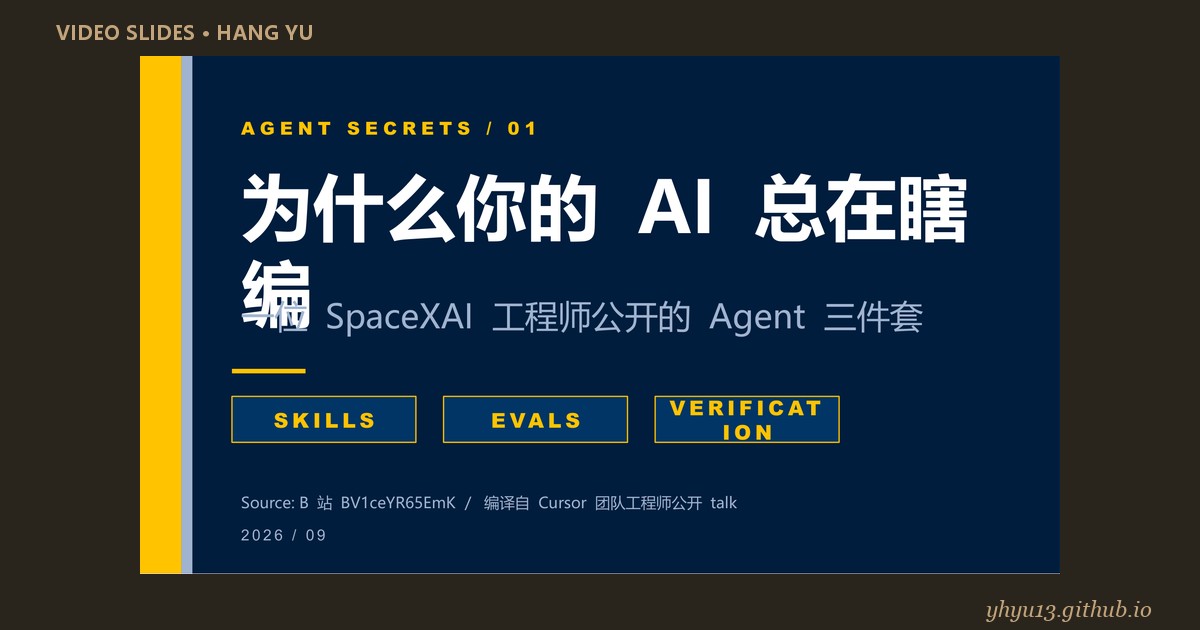 VIDEO SLIDES • HANG YU
AGENT SECRETS / 01
为什么你的 AI 总在瞎
编
一位 SpaceXAI 工程师公开的 Agent 三件套
SKILLS
EVALS
VERIFICAT
ION
Source: B 站 BV1ceYR65EmK / 编译自 Cursor 团队工程师公开 talk
2026 / 09
yhyu13.github.io